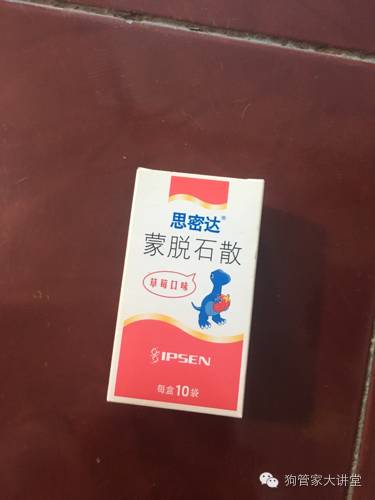 思密达®
蒙脱石散
草莓口味
IPSEN
每盒10袋
狗管家大讲堂